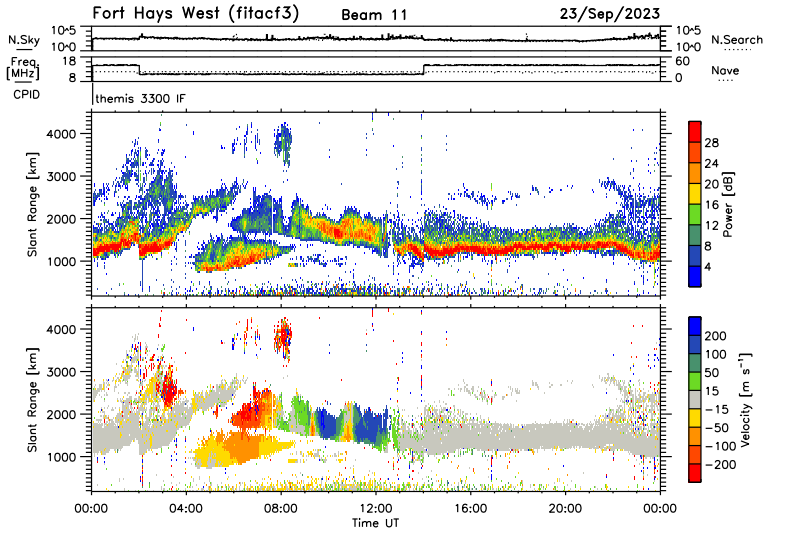 Fort Hays West (fitacf3) Beam 11 23/Sep/2023
N.Sky 10^5 10^0 10^5 10^0 N.Search
Freq. [MHz] 18 8 60 0 Nave
CPID themis 3300 IF
Slant Range [km] 4000 3000 2000 1000
28 24 20 16 12 8 4 Power [dB]
Slant Range [km] 4000 3000 2000 1000
200 100 50 15 −15 −50 −100 −200 Velocity [m s⁻¹]
00:00 04:00 08:00 12:00 16:00 20:00 00:00
Time UT